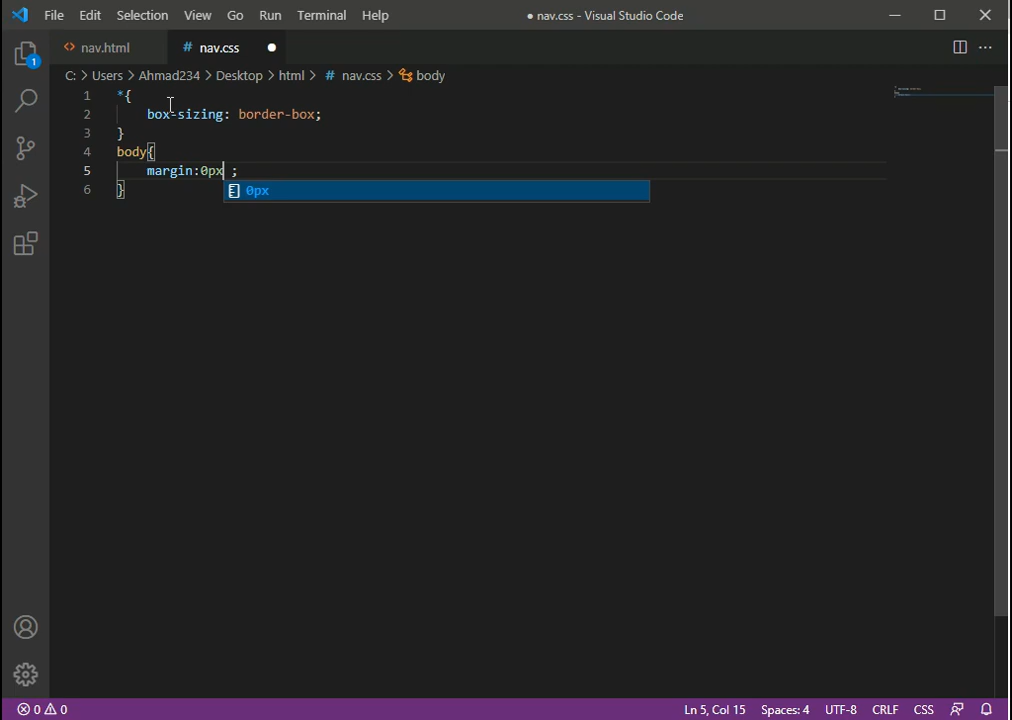 File Edit Selection View Go Run Terminal Help ● nav.css - Visual Studio Code
<> nav.html # nav.css ●
C: > Users > Ahmad234 > Desktop > html > # nav.css > body
1 *{
2 box-sizing: border-box;
3 }
4 body{
5 margin:0px ;
6 }
0px
1
0 0 Ln 5, Col 15 Spaces: 4 UTF-8 CRLF CSS